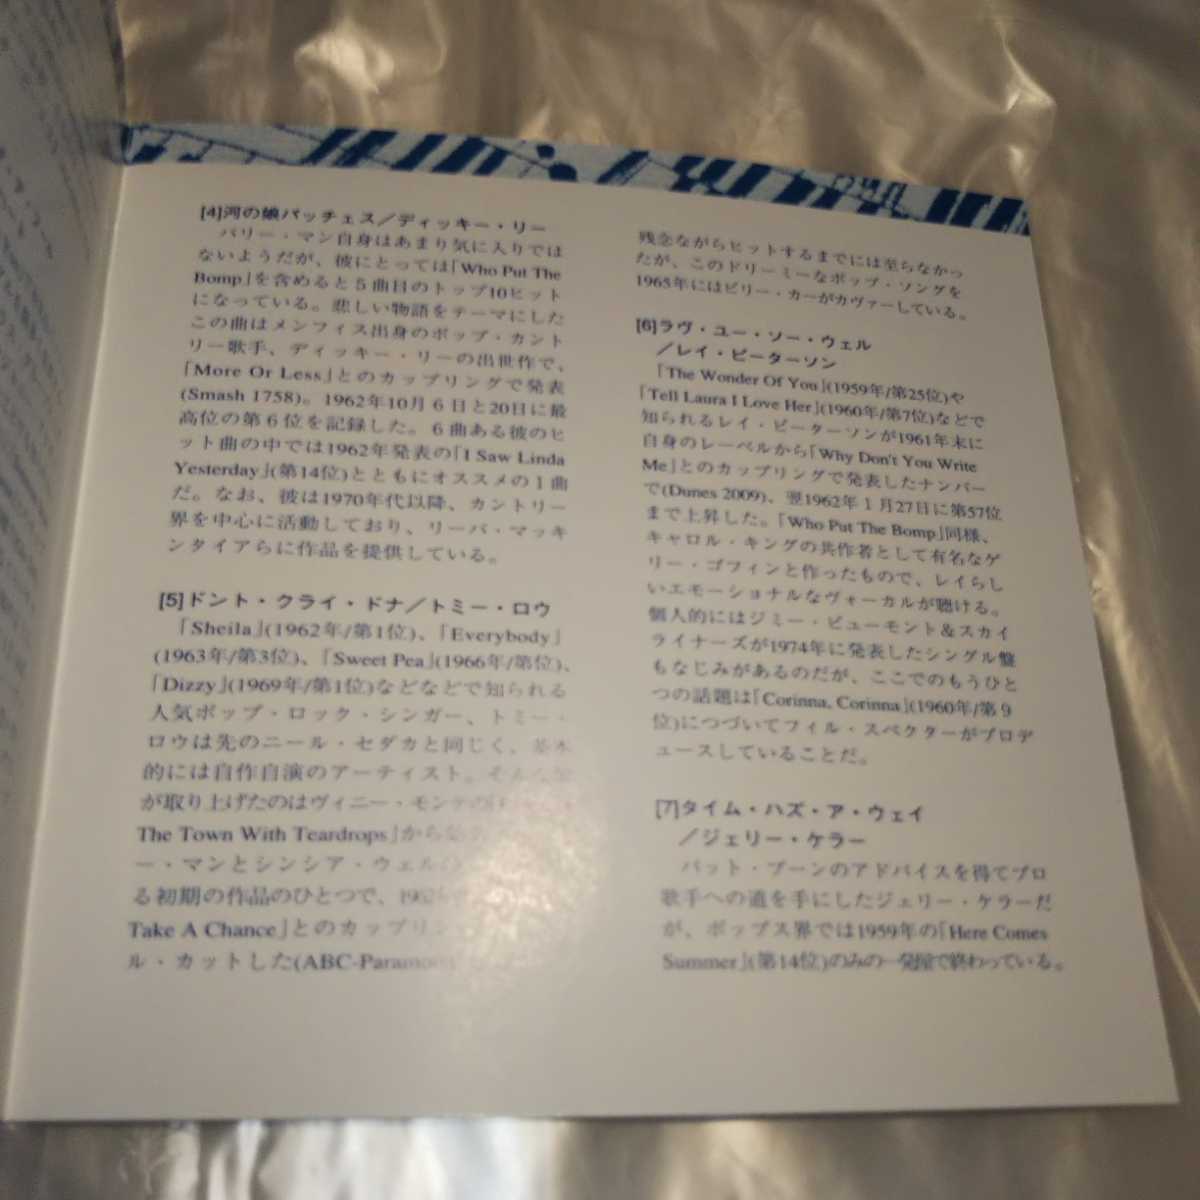 [4]河の娘パッチェス／ディッキー・リー
バリー・マン自身はあまり気に入りでは
ないようだが、彼にとっては「Who Put The
Bomp」を含めると５曲目のトップ10ヒット
になっている。悲しい物語をテーマにした
この曲はメンフィス出身のポップ・カント
リー歌手、ディッキー・リーの出世作で、
「More Or Less」とのカップリングで発表
(Smash 1758)。1962年10月６日と20日に最
高位の第６位を記録した。６曲ある彼のヒ
ット曲の中では1962年発表の「I Saw Linda
Yesterday」(第14位)とともにオススメの１曲
だ。なお、彼は1970年代以降、カントリー
界を中心に活動しており、リーバ・マッキ
ンタイアらに作品を提供している。
[5]ドント・クライ・ドナ／トミー・ロウ
「Sheila」(1962年/第1位)、「Everybody」
(1963年/第3位)、「Sweet Pea」(1966年/第位)、
「Dizzy」(1969年/第1位)などなどで知られる
人気ポップ・ロック・シンガー、トミー・
ロウは先のニール・セダカと同じく、基本
的には自作自演のアーティスト。そんな
が取り上げたのはヴィニー・モンテの
The Town With Teardrops」から
ー・マンとシンシア・ウェル
る初期の作品のひとつで、
Take A Chance」とのカップリン
ル・カットした(ABC-Paramount
残念ながらヒットするまでには至らなかっ
たが、このドリーミーなポップ・ソングを
1965年にはビリー・カーがカヴァーしている。
[6]ラヴ・ユー・ソー・ウェル
／レイ・ピーターソン
「The Wonder Of You」(1959年/第25位)や
「Tell Laura I Love Her」(1960年/第7位)などで
知られるレイ・ピーターソンが1961年末に
自身のレーベルから「Why Don't You Write
Me」とのカップリングで発表したナンバー
で(Dunes 2009)、翌1962年１月27日に第57位
まで上昇した。「Who Put The Bomp」同様、
キャロル・キングの共作者として有名なゲ
リー・ゴフィンと作ったもので、レイらし
いエモーショナルなヴォーカルが聴ける。
個人的にはジミー・ビューモント＆スカイ
ライナーズが1974年に発表したシングル盤
もなじみがあるのだが、ここでのもうひと
つの話題は「Corinna, Corinna」(1960年/第９
位)につづいてフィル・スペクターがプロデ
ュースしていることだ。
[7]タイム・ハズ・ア・ウェイ
／ジェリー・ケラー
パット・ブーンのアドバイスを得てプロ
歌手への道を手にしたジェリー・ケラーだ
が、ポップス界では1959年の「Here Comes
Summer」(第14位)のみの一発屋で終わっている。